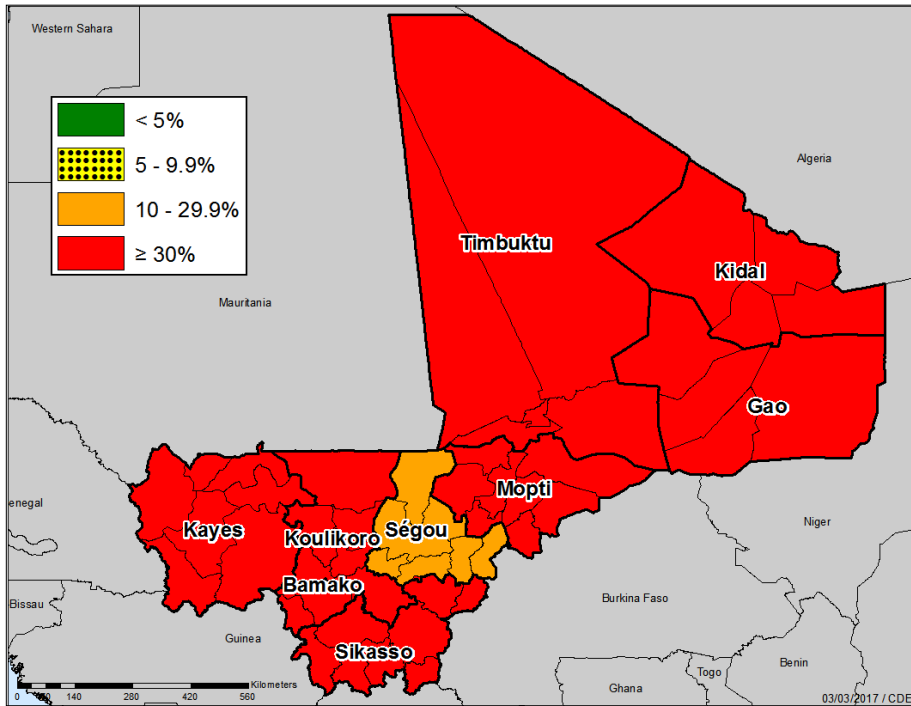 Western Sahara
< 5%
5 - 9.9%
10 - 29.9%
≥ 30%
Algeria
Timbuktu
Kidal
Mauritania
Gao
Mopti
enegal
Kayes
Koulikoro
Ségou
Niger
Bamako
Burkina Faso
Bissau
Guinea
Sikasso
Benin
Togo
Ghana
Kilometers
0 70 140 280 420 560
03/03/2017 / CDE